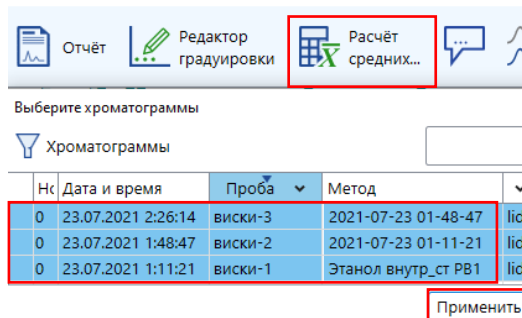 Отчёт
Редактор
градуировки
Расчёт
средних...
Выберите хроматограммы
Хроматограммы
Дата и время Проба Метод
0 23.07.2021 2:26:14 виски-3 2021-07-23 01-48-47
0 23.07.2021 1:48:47 виски-2 2021-07-23 01-11-21
0 23.07.2021 1:11:21 виски-1 Этанол внутр_ст РВ1
Применить